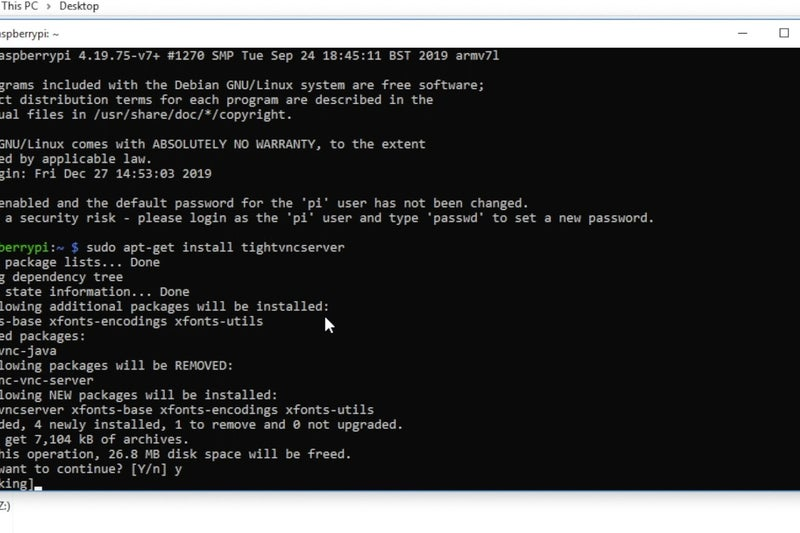 This PC > Desktop
aspberrypi: ~
aspberrypi 4.19.75-v7+ #1270 SMP Tue Sep 24 18:45:11 BST 2019 armv7l
grams included with the Debian GNU/Linux system are free software;
ct distribution terms for each program are described in the
ual files in /usr/share/doc/*/copyright.
GNU/Linux comes with ABSOLUTELY NO WARRANTY, to the extent
ed by applicable law.
gin: Fri Dec 27 14:53:03 2019
enabled and the default password for the 'pi' user has not been changed.
a security risk - please login as the 'pi' user and type 'passwd' to set a new password.
berrypi:~ $ sudo apt-get install tightvncserver
package lists... Done
g dependency tree
state information... Done
lowing additional packages will be installed:
s-base xfonts-encodings xfonts-utils
ed packages:
vnc-java
lowing packages will be REMOVED:
nc-vnc-server
lowing NEW packages will be installed:
vncserver xfonts-base xfonts-encodings xfonts-utils
ded, 4 newly installed, 1 to remove and 0 not upgraded.
get 7,104 kB of archives.
his operation, 26.8 MB disk space will be freed.
want to continue? [Y/n] y
king]
Z:)